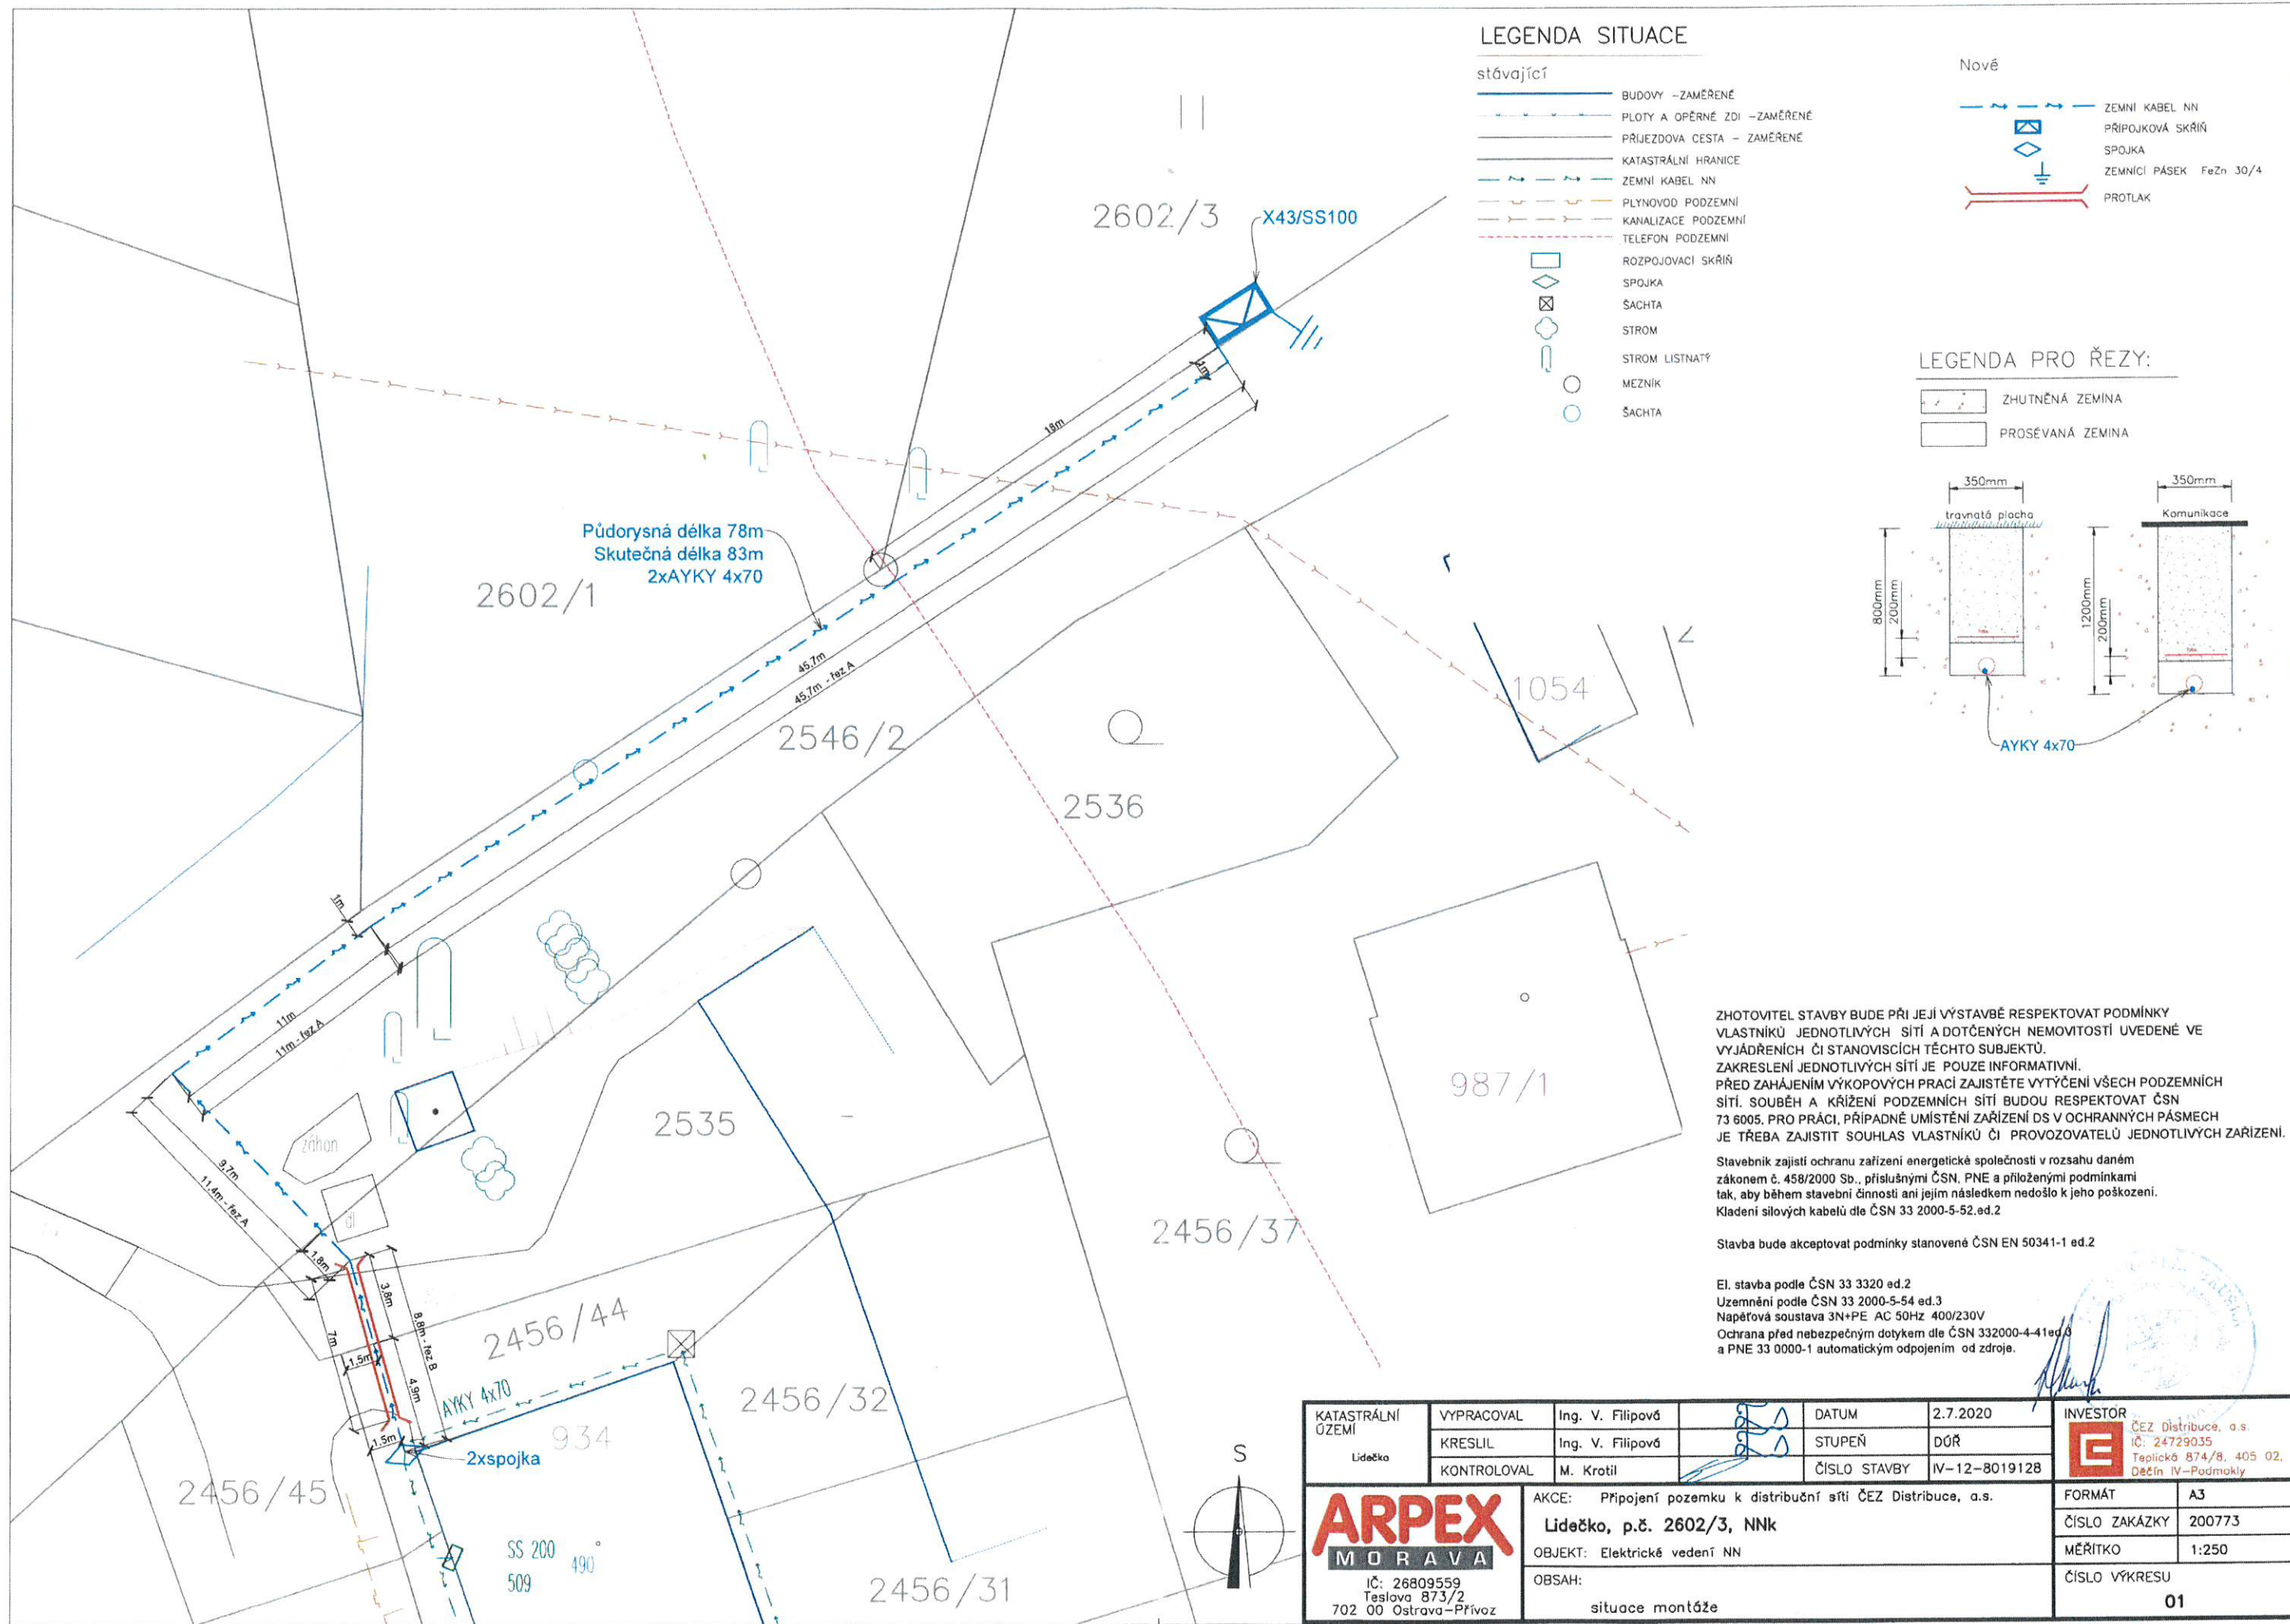 LEGENDA SITUACE
stávající
BUDOVY -ZAMĚŘENÉ
PLOTY A OPĚRNÉ ZDI -ZAMĚŘENÉ
PŘÍJEZDOVA CESTA - ZAMĚŘENÉ
KATASTRÁLNÍ HRANICE
ZEMNÍ KABEL NN
PLYNOVOD PODZEMNÍ
KANALIZACE PODZEMNÍ
TELEFON PODZEMNÍ
ROZPOJOVACÍ SKŘÍŇ
SPOJKA
ŠACHTA
STROM
STROM LISTNATÝ
MEZNÍK
ŠACHTA
Nové
ZEMNÍ KABEL NN
PŘÍPOJKOVÁ SKŘÍŇ
SPOJKA
ZEMNÍCÍ PÁSEK FeZn 30/4
PROTLAK
LEGENDA PRO ŘEZY:
ZHUTNĚNÁ ZEMINA
PROSÉVANÁ ZEMINA
350mm
travnatá plocha
800mm
200mm
350mm
Komunikace
1200mm
200mm
AYKY 4x70
2602/3
X43/SS100
1m
18m
Půdorysná délka 78m
Skutečná délka 83m
2xAYKY 4x70
2602/1
45,7m
45,7m - řez A
2546/2
1054
2536
1m
11m
11m - řez A
záhon
dl
9,7m
11,4m - řez A
1,8m
2535
987/1
2456/37
3,8m
8,8m - řez B
7m
1,5m
4,9m
1,5m
2456/44
AYKY 4x70
934
2456/32
2xspojka
2456/45
SS 200
509
490
2456/31
S
ZHOTOVITEL STAVBY BUDE PŘI JEJÍ VÝSTAVBĚ RESPEKTOVAT PODMÍNKY
VLASTNÍKŮ JEDNOTLIVÝCH SÍTÍ A DOTČENÝCH NEMOVITOSTÍ UVEDENÉ VE
VYJÁDŘENÍCH ČI STANOVISCÍCH TĚCHTO SUBJEKTŮ.
ZAKRESLENÍ JEDNOTLIVÝCH SÍTÍ JE POUZE INFORMATIVNÍ.
PŘED ZAHÁJENÍM VÝKOPOVÝCH PRACÍ ZAJISTĚTE VYTÝČENÍ VŠECH PODZEMNÍCH
SÍTÍ. SOUBĚH A KŘÍŽENÍ PODZEMNÍCH SÍTÍ BUDOU RESPEKTOVAT ČSN
73 6005. PRO PRÁCI, PŘÍPADNĚ UMÍSTĚNÍ ZAŘÍZENÍ DS V OCHRANNÝCH PÁSMECH
JE TŘEBA ZAJISTIT SOUHLAS VLASTNÍKŮ ČI PROVOZOVATELŮ JEDNOTLIVÝCH ZAŘÍZENÍ.
Stavebník zajistí ochranu zařízení energetické společnosti v rozsahu daném
zákonem č. 458/2000 Sb., příslušnými ČSN, PNE a přiloženými podmínkami
tak, aby během stavební činnosti ani jejím následkem nedošlo k jeho poškození.
Kladení silových kabelů dle ČSN 33 2000-5-52.ed.2
Stavba bude akceptovat podmínky stanovené ČSN EN 50341-1 ed.2
El. stavba podle ČSN 33 3320 ed.2
Uzemnění podle ČSN 33 2000-5-54 ed.3
Napěťová soustava 3N+PE AC 50Hz 400/230V
Ochrana před nebezpečným dotykem dle ČSN 332000-4-41ed.3
a PNE 33 0000-1 automatickým odpojením od zdroje.
KATASTRÁLNÍ ÚZEMÍ
Lidečko
VYPRACOVAL Ing. V. Filipová
KRESLIL Ing. V. Filipová
KONTROLOVAL M. Krotil
DATUM 2.7.2020
STUPEŇ DÚŘ
ČÍSLO STAVBY IV-12-8019128
INVESTOR
ČEZ Distribuce, a.s.
IČ: 24729035
Teplická 874/8, 405 02,
Děčín IV-Podmokly
ARPEX
MORAVA
IČ: 26809559
Teslova 873/2
702 00 Ostrava-Přívoz
AKCE: Připojení pozemku k distribuční síti ČEZ Distribuce, a.s.
Lidečko, p.č. 2602/3, NNk
OBJEKT: Elektrické vedení NN
OBSAH:
situace montáže
FORMÁT A3
ČÍSLO ZAKÁZKY 200773
MĚŘÍTKO 1:250
ČÍSLO VÝKRESU
01